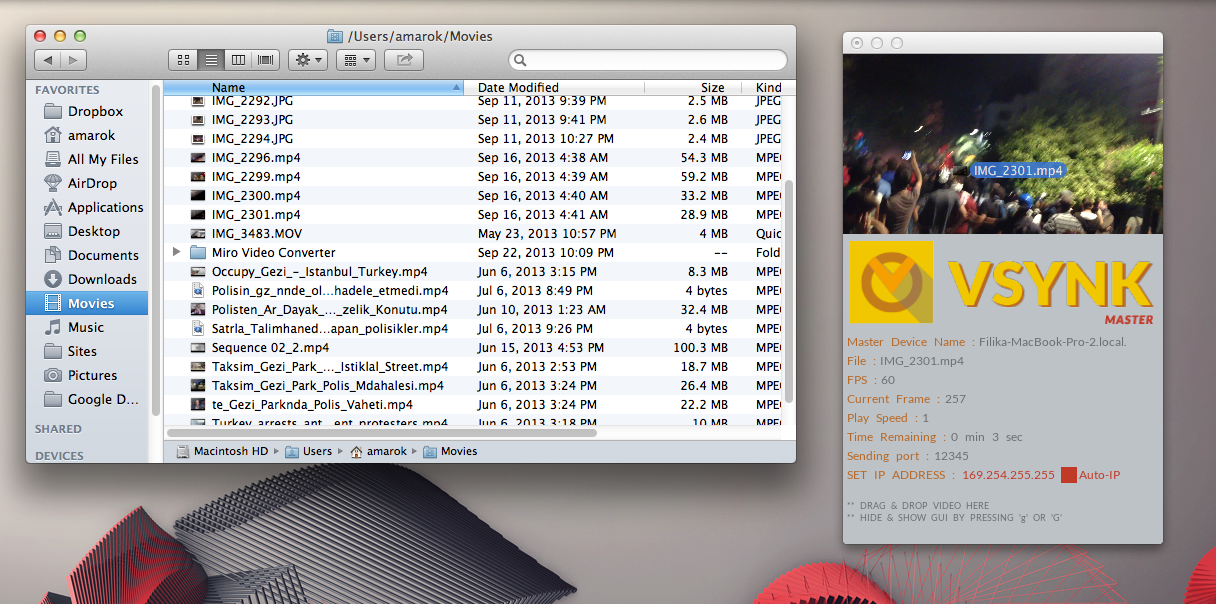 /Users/amarok/Movies
FAVORITES
Dropbox
amarok
All My Files
AirDrop
Applications
Desktop
Documents
Downloads
Movies
Music
Sites
Pictures
Google D...
SHARED
DEVICES
Name Date Modified Size Kind
IMG_2292.JPG Sep 11, 2013 9:39 PM 2.5 MB JPEG
IMG_2293.JPG Sep 11, 2013 9:41 PM 2.6 MB JPEG
IMG_2294.JPG Sep 11, 2013 10:27 PM 2.4 MB JPEG
IMG_2296.mp4 Sep 16, 2013 4:38 AM 54.3 MB MPE
IMG_2299.mp4 Sep 16, 2013 4:39 AM 59.2 MB MPE
IMG_2300.mp4 Sep 16, 2013 4:40 AM 33.2 MB MPE
IMG_2301.mp4 Sep 16, 2013 4:41 AM 28.9 MB MPE
IMG_3483.MOV May 23, 2013 10:57 PM 4 MB Quic
Miro Video Converter Sep 22, 2013 10:09 PM -- Fold
Occupy_Gezi_-_Istanbul_Turkey.mp4 Jun 6, 2013 3:15 PM 8.3 MB MPE
Polisin_gz_nnde_ol...hadele_etmedi.mp4 Jul 6, 2013 8:49 PM 4 bytes MPE
Polisten_Ar_Dayak_..._zelik_Konutu.mp4 Jun 10, 2013 1:23 AM 32.4 MB MPE
Satrla_Talimhaned...apan_polisikler.mp4 Jul 6, 2013 9:26 PM 4 bytes MPE
Sequence 02_2.mp4 Jun 15, 2013 4:53 PM 100.3 MB MPE
Taksim_Gezi_Park_..._Istiklal_Street.mp4 Jun 6, 2013 2:53 PM 18.7 MB MPE
Taksim_Gezi_Park_Polis_Mdahalesi.mp4 Jun 6, 2013 3:24 PM 26.4 MB MPE
te_Gezi_Parknda_Polis_Vaheti.mp4 Jun 6, 2013 3:24 PM 22.2 MB MPE
Turkey_arrests_ant...ent_protesters.mp4 Jun 6, 2013 3:18 PM 10 MB MPE
Macintosh HD ▸ Users ▸ amarok ▸ Movies
IMG_2301.mp4
VSYNK
MASTER
Master Device Name : Filika-MacBook-Pro-2.local.
File : IMG_2301.mp4
FPS : 60
Current Frame : 257
Play Speed : 1
Time Remaining : 0 min 3 sec
Sending port : 12345
SET IP ADDRESS : 169.254.255.255 Auto-IP
** DRAG & DROP VIDEO HERE
** HIDE & SHOW GUI BY PRESSING 'g' OR 'G'